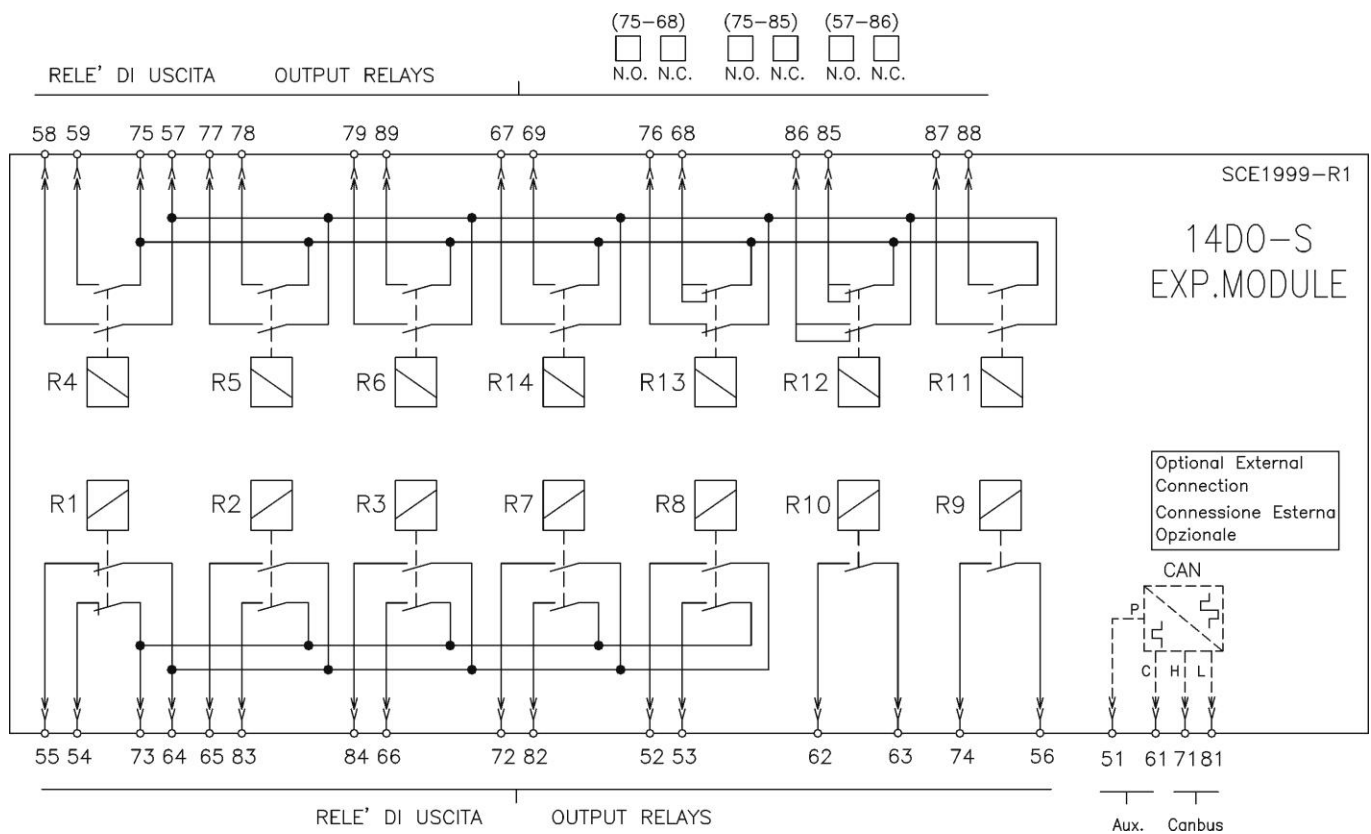 (75-68) (75-85) (57-86)
N.O. N.C. N.O. N.C. N.O. N.C.
RELE' DI USCITA OUTPUT RELAYS
58 59 75 57 77 78 79 89 67 69 76 68 86 85 87 88
SCE1999-R1
14DO-S
EXP.MODULE
R4 R5 R6 R14 R13 R12 R11
Optional External
Connection
Connessione Esterna
Opzionale
R1 R2 R3 R7 R8 R10 R9
CAN
P
C H L
55 54 73 64 65 83 84 66 72 82 52 53 62 63 74 56 51 61 71 81
RELE' DI USCITA OUTPUT RELAYS
Aux. Canbus